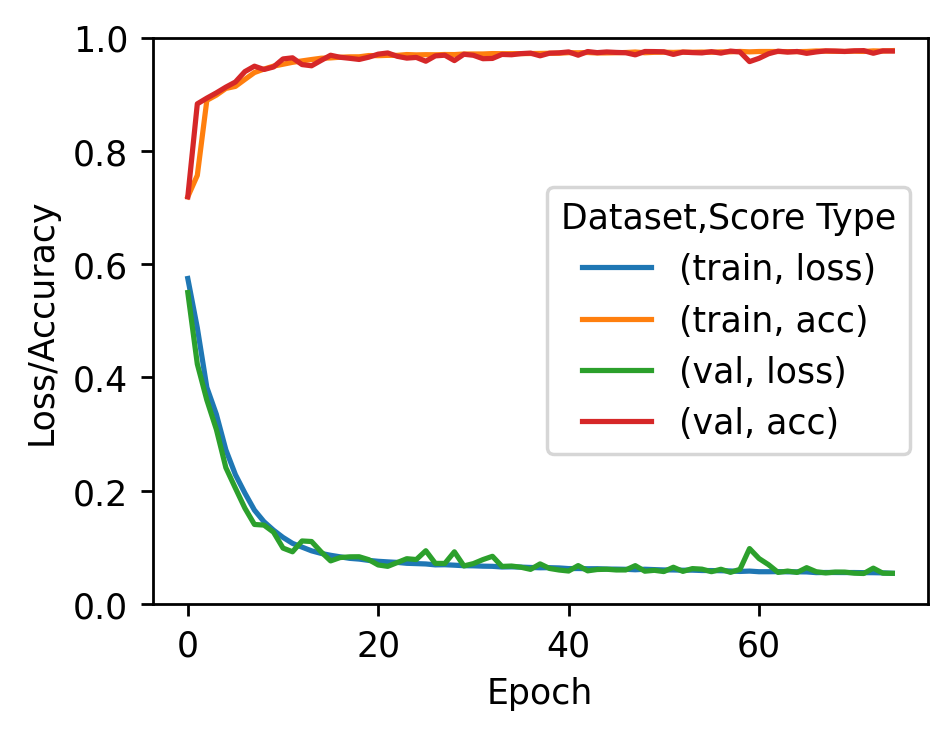 1.0
0.8
0.6
0.4
0.2
0.0
Loss/Accuracy
Dataset,Score Type
(train, loss)
(train, acc)
(val, loss)
(val, acc)
0 20 40 60
Epoch